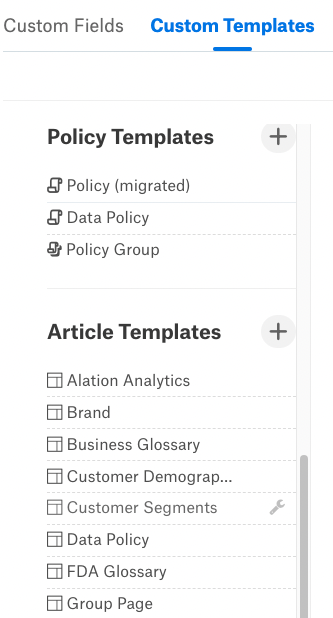 Custom Fields Custom Templates
Policy Templates
Policy (migrated)
Data Policy
Policy Group
Article Templates
Alation Analytics
Brand
Business Glossary
Customer Demograp...
Customer Segments
Data Policy
FDA Glossary
Group Page